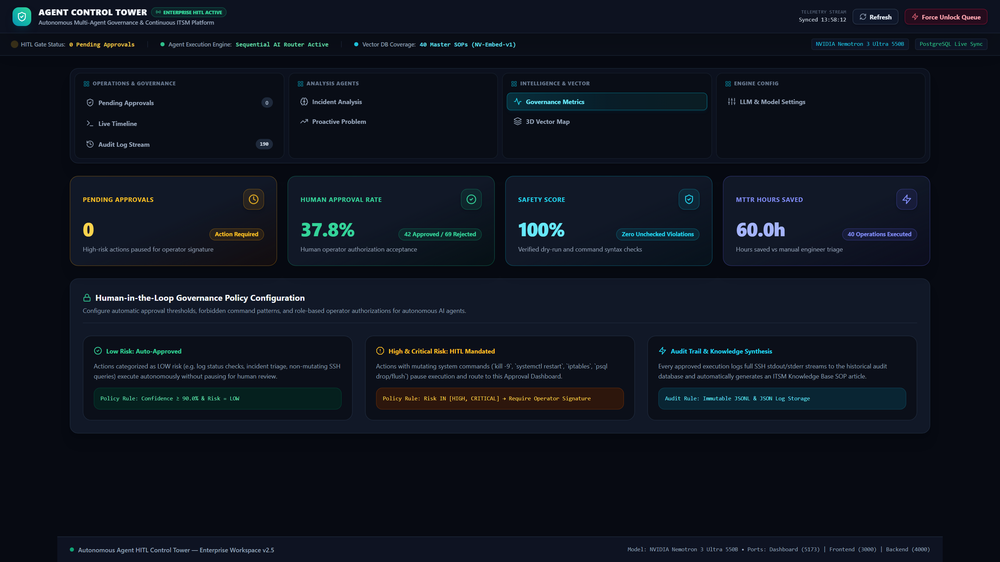 AGENT CONTROL TOWER
ENTERPRISE HITL ACTIVE
Autonomous Multi-Agent Governance & Continuous ITSM Platform
TELEMETRY STREAM
Synced 13:58:12
Refresh
Force Unlock Queue
HITL Gate Status: 0 Pending Approvals
Agent Execution Engine: Sequential AI Router Active
Vector DB Coverage: 40 Master SOPs (NV-Embed-v1)
NVIDIA Nemotron 3 Ultra 550B
PostgreSQL Live Sync
OPERATIONS & GOVERNANCE
Pending Approvals
0
Live Timeline
Audit Log Stream
190
ANALYSIS AGENTS
Incident Analysis
Proactive Problem
INTELLIGENCE & VECTOR
Governance Metrics
3D Vector Map
ENGINE CONFIG
LLM & Model Settings
PENDING APPROVALS
0
Action Required
High-risk actions paused for operator signature
HUMAN APPROVAL RATE
37.8%
42 Approved / 69 Rejected
Human operator authorization acceptance
SAFETY SCORE
100%
Zero Unchecked Violations
Verified dry-run and command syntax checks
MTTR HOURS SAVED
60.0h
40 Operations Executed
Hours saved vs manual engineer triage
Human-in-the-Loop Governance Policy Configuration
Configure automatic approval thresholds, forbidden command patterns, and role-based operator authorizations for autonomous AI agents.
Low Risk: Auto-Approved
Actions categorized as LOW risk (e.g. log status checks, incident triage, non-mutating SSH
queries) execute autonomously without pausing for human review.
Policy Rule: Confidence ≥ 90.0% & Risk = LOW
High & Critical Risk: HITL Mandated
Actions with mutating system commands (`kill -9`, `systemctl restart`, `iptables`, `psql
drop/flush`) pause execution and route to this Approval Dashboard.
Policy Rule: Risk IN [HIGH, CRITICAL] → Require Operator Signature
Audit Trail & Knowledge Synthesis
Every approved execution logs full SSH stdout/stderr streams to the historical audit
database and automatically generates an ITSM Knowledge Base SOP article.
Audit Rule: Immutable JSONL & JSON Log Storage
Autonomous Agent HITL Control Tower — Enterprise Workspace v2.5
Model: NVIDIA Nemotron 3 Ultra 550B • Ports: Dashboard (5173) | Frontend (3000) | Backend (4000)